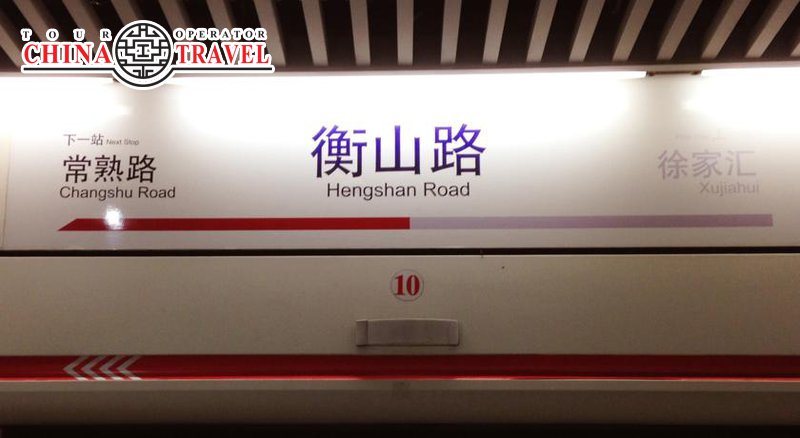 TOUR OPERATOR
CHINA TRAVEL
下一站 Next Stop
常熟路
Changshu Road
衡山路
Hengshan Road
徐家汇
Xujiahui
10